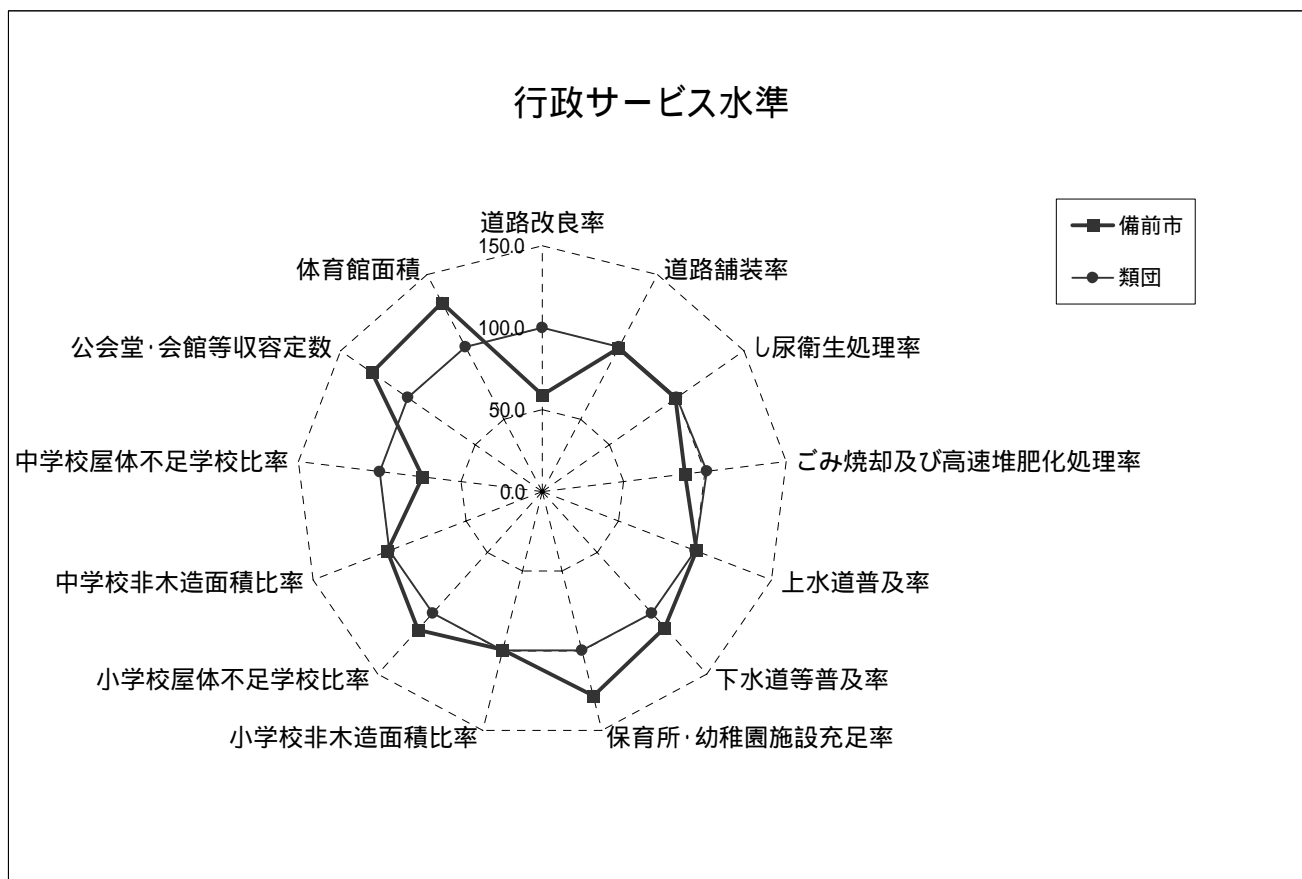 行政サービス水準
備前市
類団
道路改良率
150.0
100.0
50.0
0.0
道路舗装率
し尿衛生処理率
ごみ焼却及び高速堆肥化処理率
上水道普及率
下水道等普及率
保育所・幼稚園施設充足率
小学校非木造面積比率
小学校屋体不足学校比率
中学校非木造面積比率
中学校屋体不足学校比率
公会堂・会館等収容定数
体育館面積